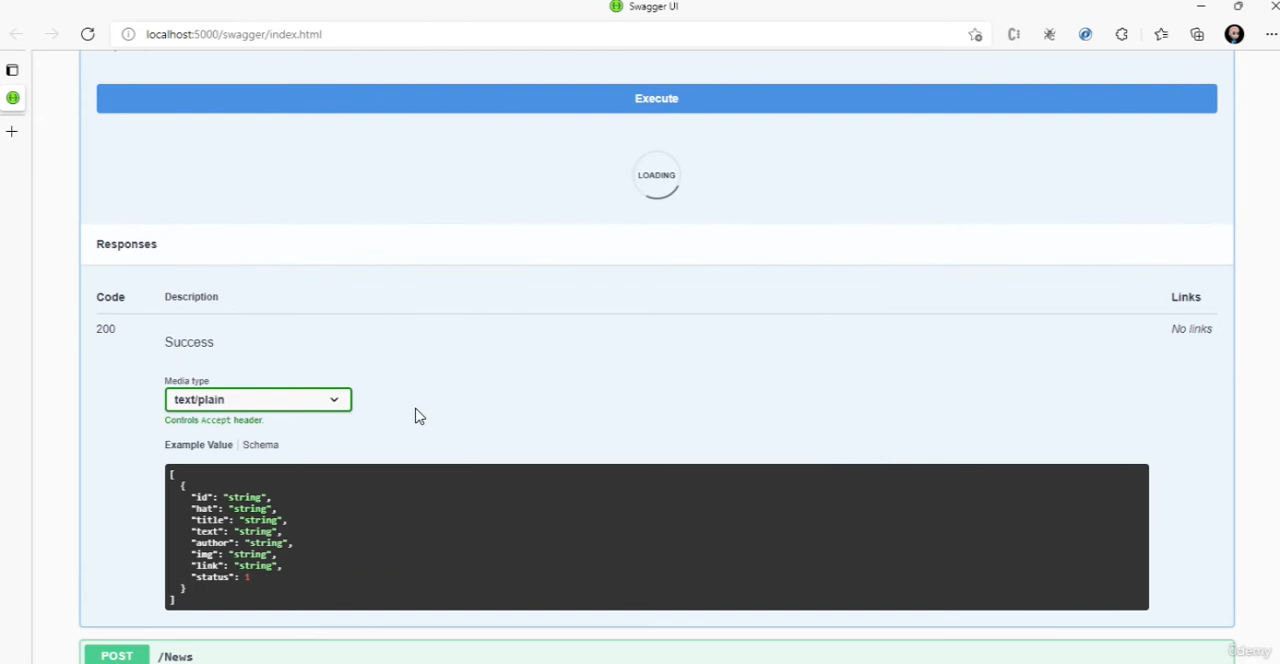 Swagger UI
localhost:5000/swagger/index.html
Execute
LOADING
Responses
Code Description Links
200 Success No links
Media type
text/plain
Controls Accept header.
Example Value Schema
[
{
"id": "string",
"hat": "string",
"title": "string",
"text": "string",
"author": "string",
"img": "string",
"link": "string",
"status": 1
}
]
POST /News
ûdemy